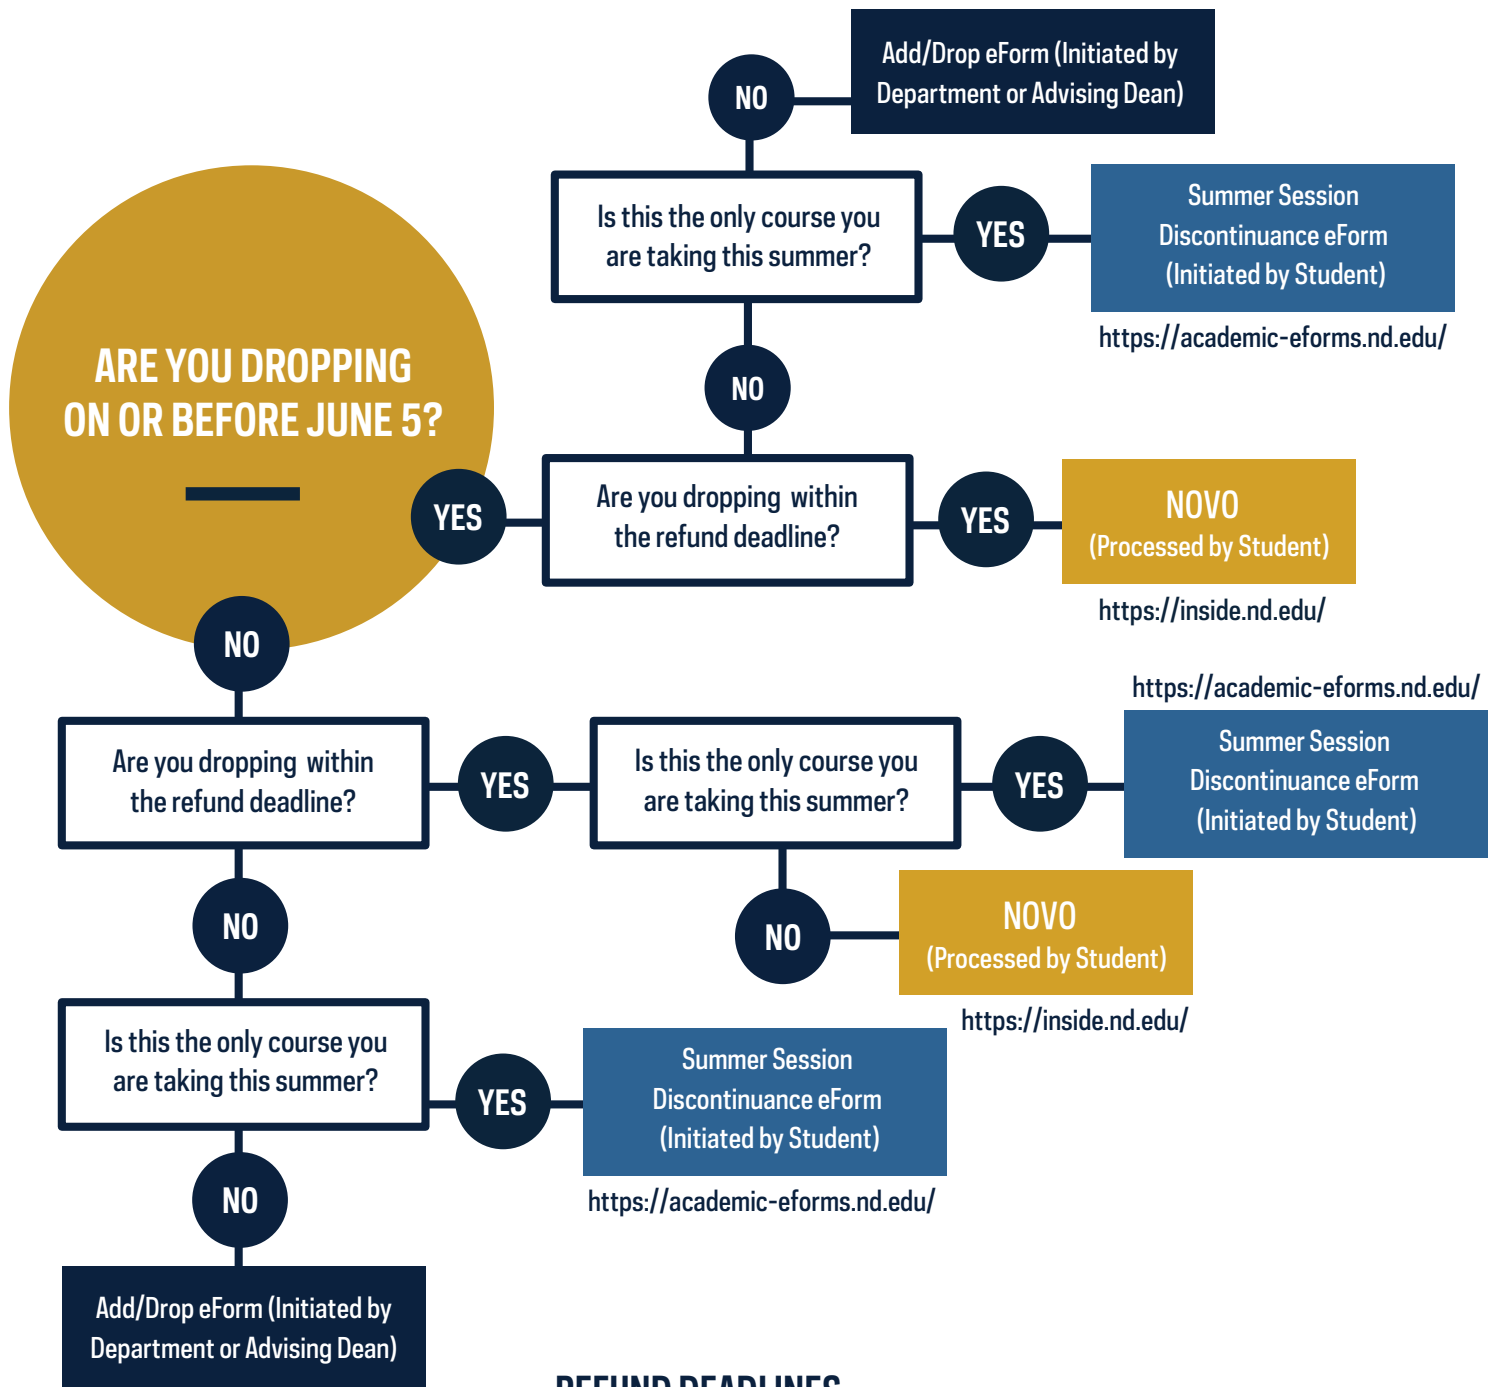 Add/Drop eForm (Initiated by
Department or Advising Dean)
NO
Is this the only course you
are taking this summer?
YES
Summer Session
Discontinuance eForm
(Initiated by Student)
https://academic-eforms.nd.edu/
ARE YOU DROPPING
ON OR BEFORE JUNE 5?
NO
YES
Are you dropping within
the refund deadline?
YES
NOVO
(Processed by Student)
https://inside.nd.edu/
NO
https://academic-eforms.nd.edu/
Are you dropping within
the refund deadline?
YES
Is this the only course you
are taking this summer?
YES
Summer Session
Discontinuance eForm
(Initiated by Student)
NO
NO
NOVO
(Processed by Student)
https://inside.nd.edu/
Is this the only course you
are taking this summer?
YES
Summer Session
Discontinuance eForm
(Initiated by Student)
https://academic-eforms.nd.edu/
NO
Add/Drop eForm (Initiated by
Department or Advising Dean)
REFUND DEADLINES